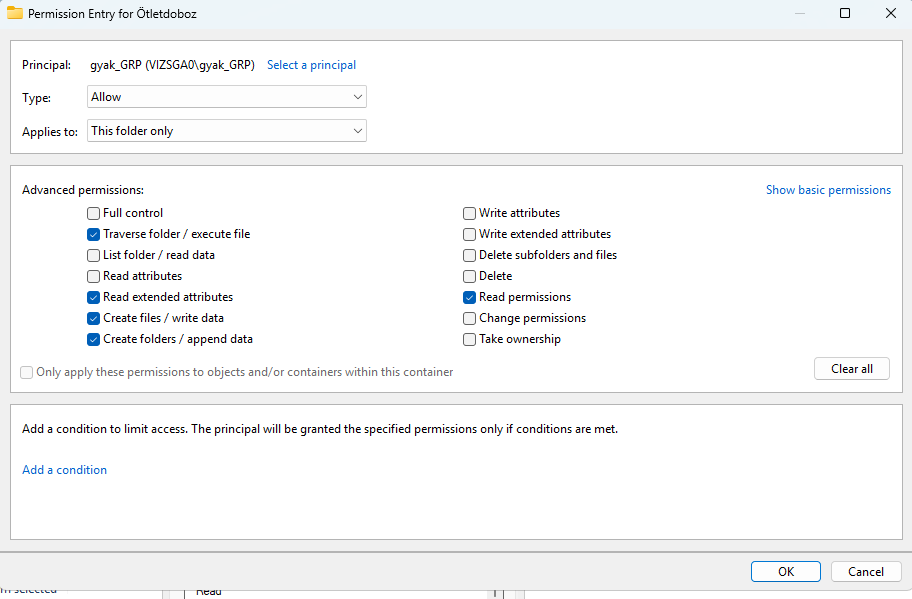 Permission Entry for Ötletdoboz
Principal: gyak_GRP (VIZSGA0\gyak_GRP) Select a principal
Type: Allow
Applies to: This folder only
Advanced permissions: Show basic permissions
Full control
Traverse folder / execute file
List folder / read data
Read attributes
Read extended attributes
Create files / write data
Create folders / append data
Write attributes
Write extended attributes
Delete subfolders and files
Delete
Read permissions
Change permissions
Take ownership
Only apply these permissions to objects and/or containers within this container
Clear all
Add a condition to limit access. The principal will be granted the specified permissions only if conditions are met.
Add a condition
OK Cancel
selected Read